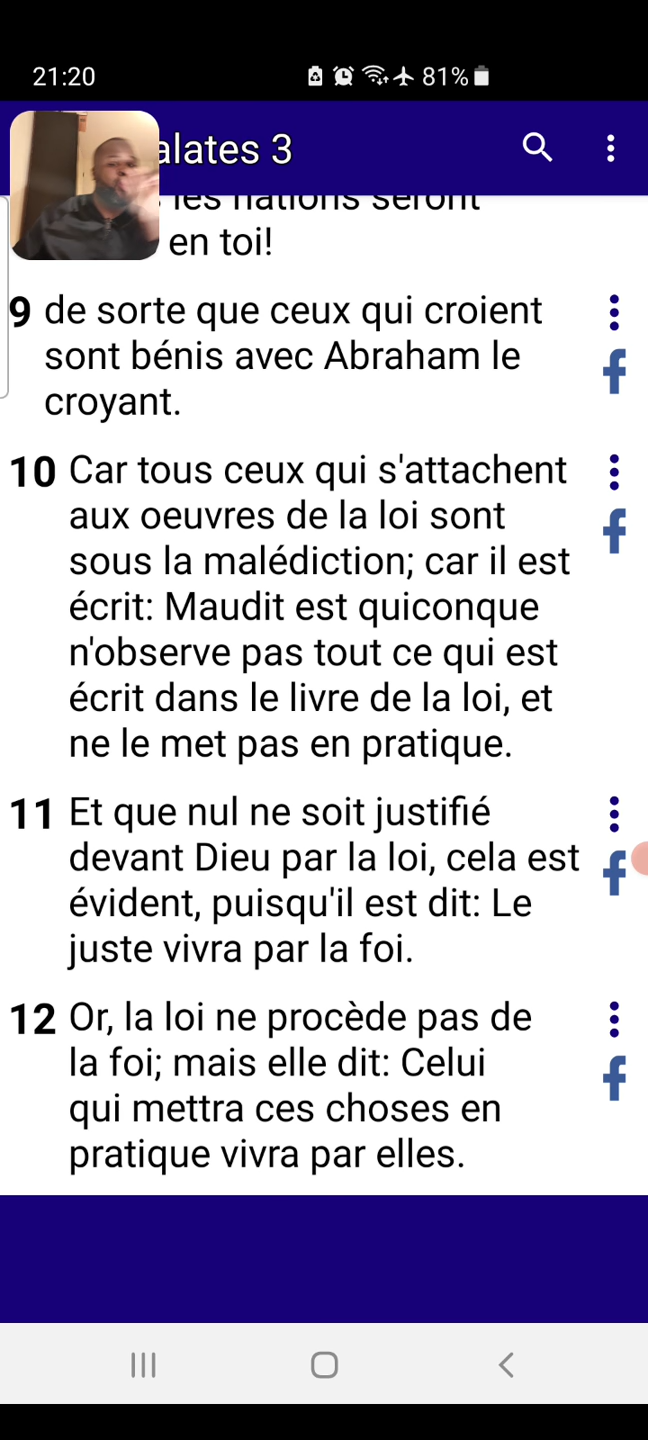 21:20 81%
alates 3
les nations seront
en toi!
9 de sorte que ceux qui croient
sont bénis avec Abraham le
croyant.
10 Car tous ceux qui s'attachent
aux oeuvres de la loi sont
sous la malédiction; car il est
écrit: Maudit est quiconque
n'observe pas tout ce qui est
écrit dans le livre de la loi, et
ne le met pas en pratique.
11 Et que nul ne soit justifié
devant Dieu par la loi, cela est
évident, puisqu'il est dit: Le
juste vivra par la foi.
12 Or, la loi ne procède pas de
la foi; mais elle dit: Celui
qui mettra ces choses en
pratique vivra par elles.